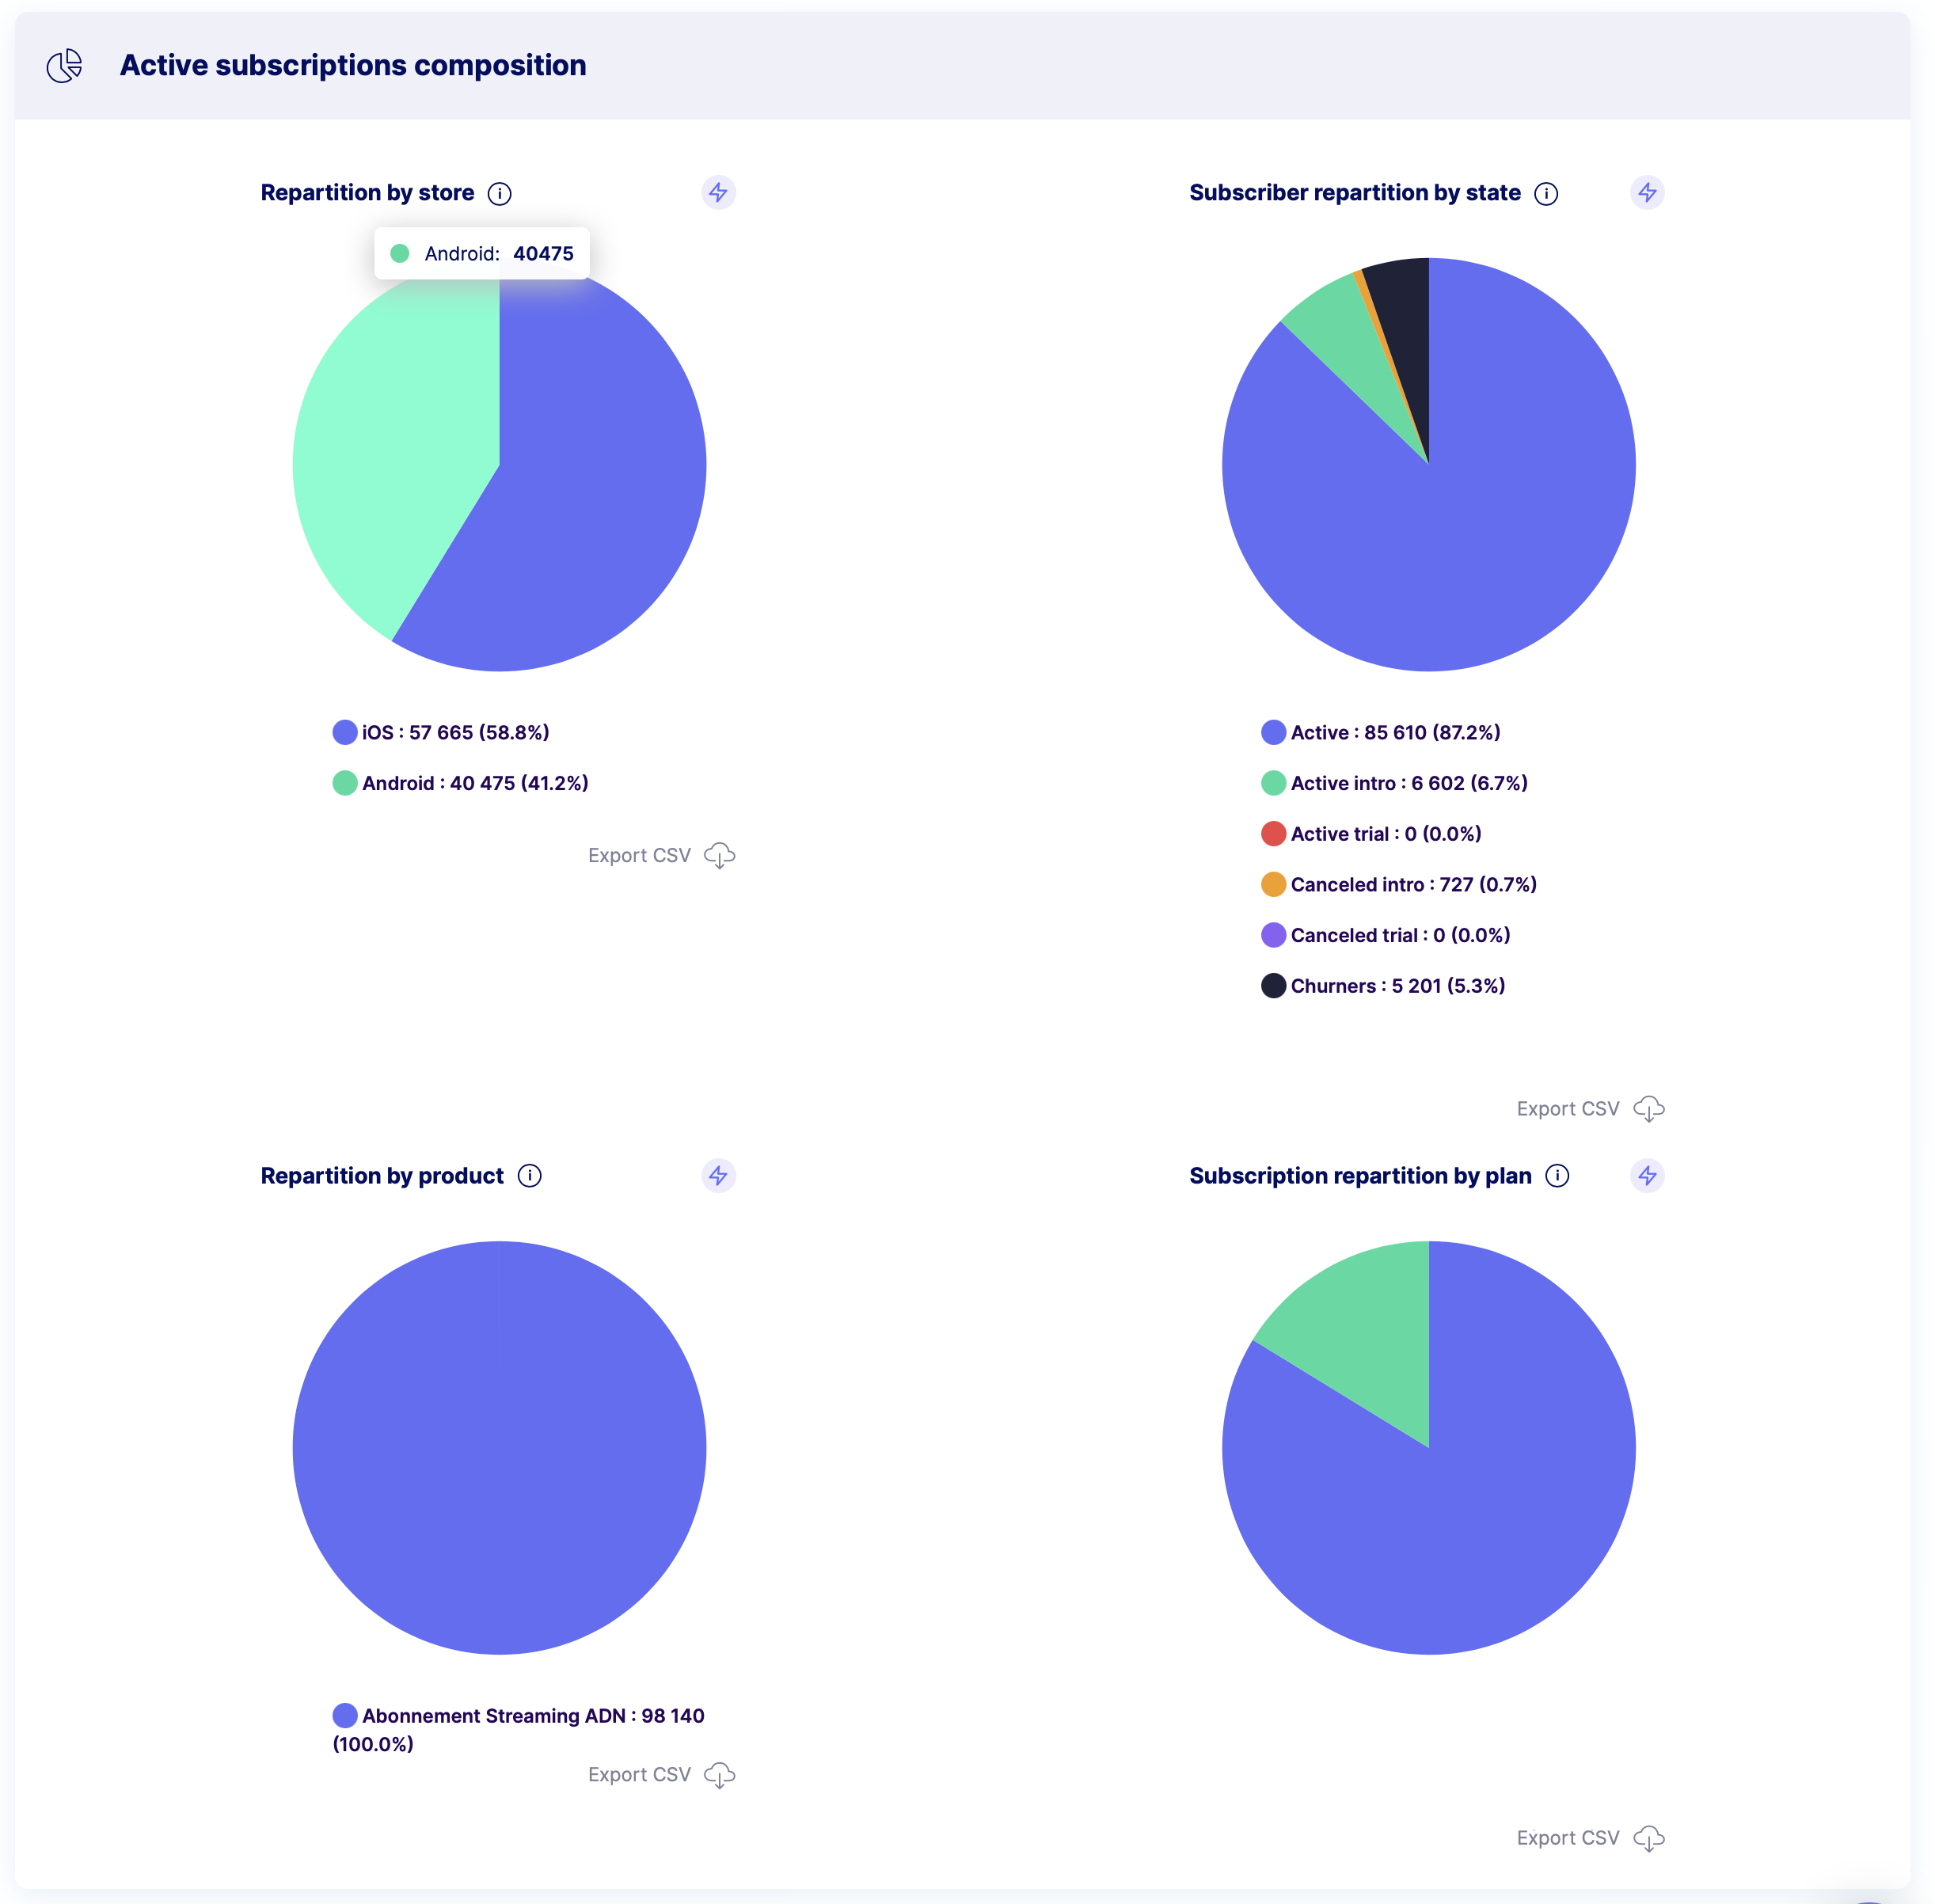 Active subscriptions composition
Repartition by store
Android: 40475
iOS : 57 665 (58.8%)
Android : 40 475 (41.2%)
Export CSV
Subscriber repartition by state
Active : 85 610 (87.2%)
Active intro : 6 602 (6.7%)
Active trial : 0 (0.0%)
Canceled intro : 727 (0.7%)
Canceled trial : 0 (0.0%)
Churners : 5 201 (5.3%)
Export CSV
Repartition by product
Abonnement Streaming ADN : 98 140
(100.0%)
Export CSV
Subscription repartition by plan
Export CSV